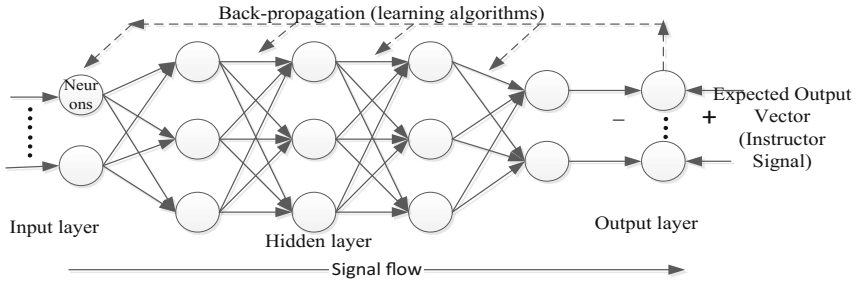 Back-propagation (learning algorithms)
Neur
ons
Expected Output
Vector
(Instructor
Signal)
−
+
Input layer
Hidden layer
Output layer
Signal flow